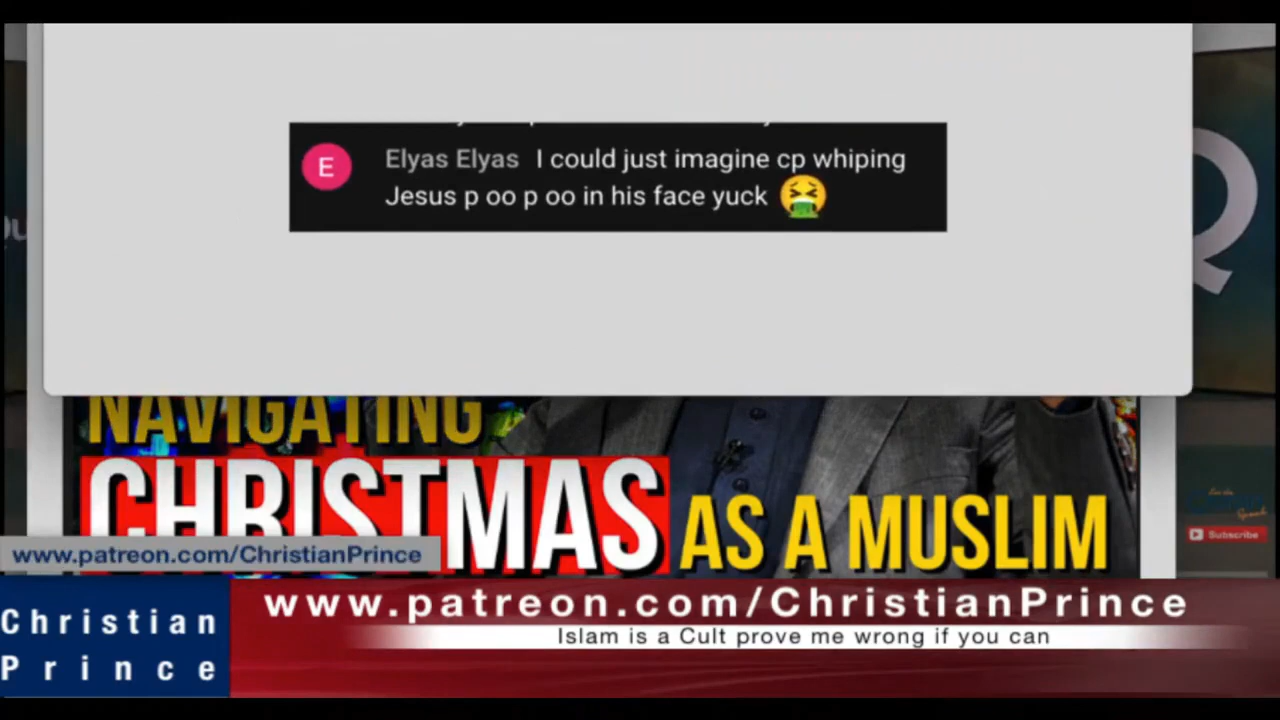 E
Elyas Elyas I could just imagine cp whiping
Jesus p oo p oo in his face yuck 🤮
Q
NAVIGATING
CHRISTMAS AS A MUSLIM
Subscribe
www.patreon.com/ChristianPrince
Christian
Prince
www.patreon.com/ChristianPrince
Islam is a Cult prove me wrong if you can